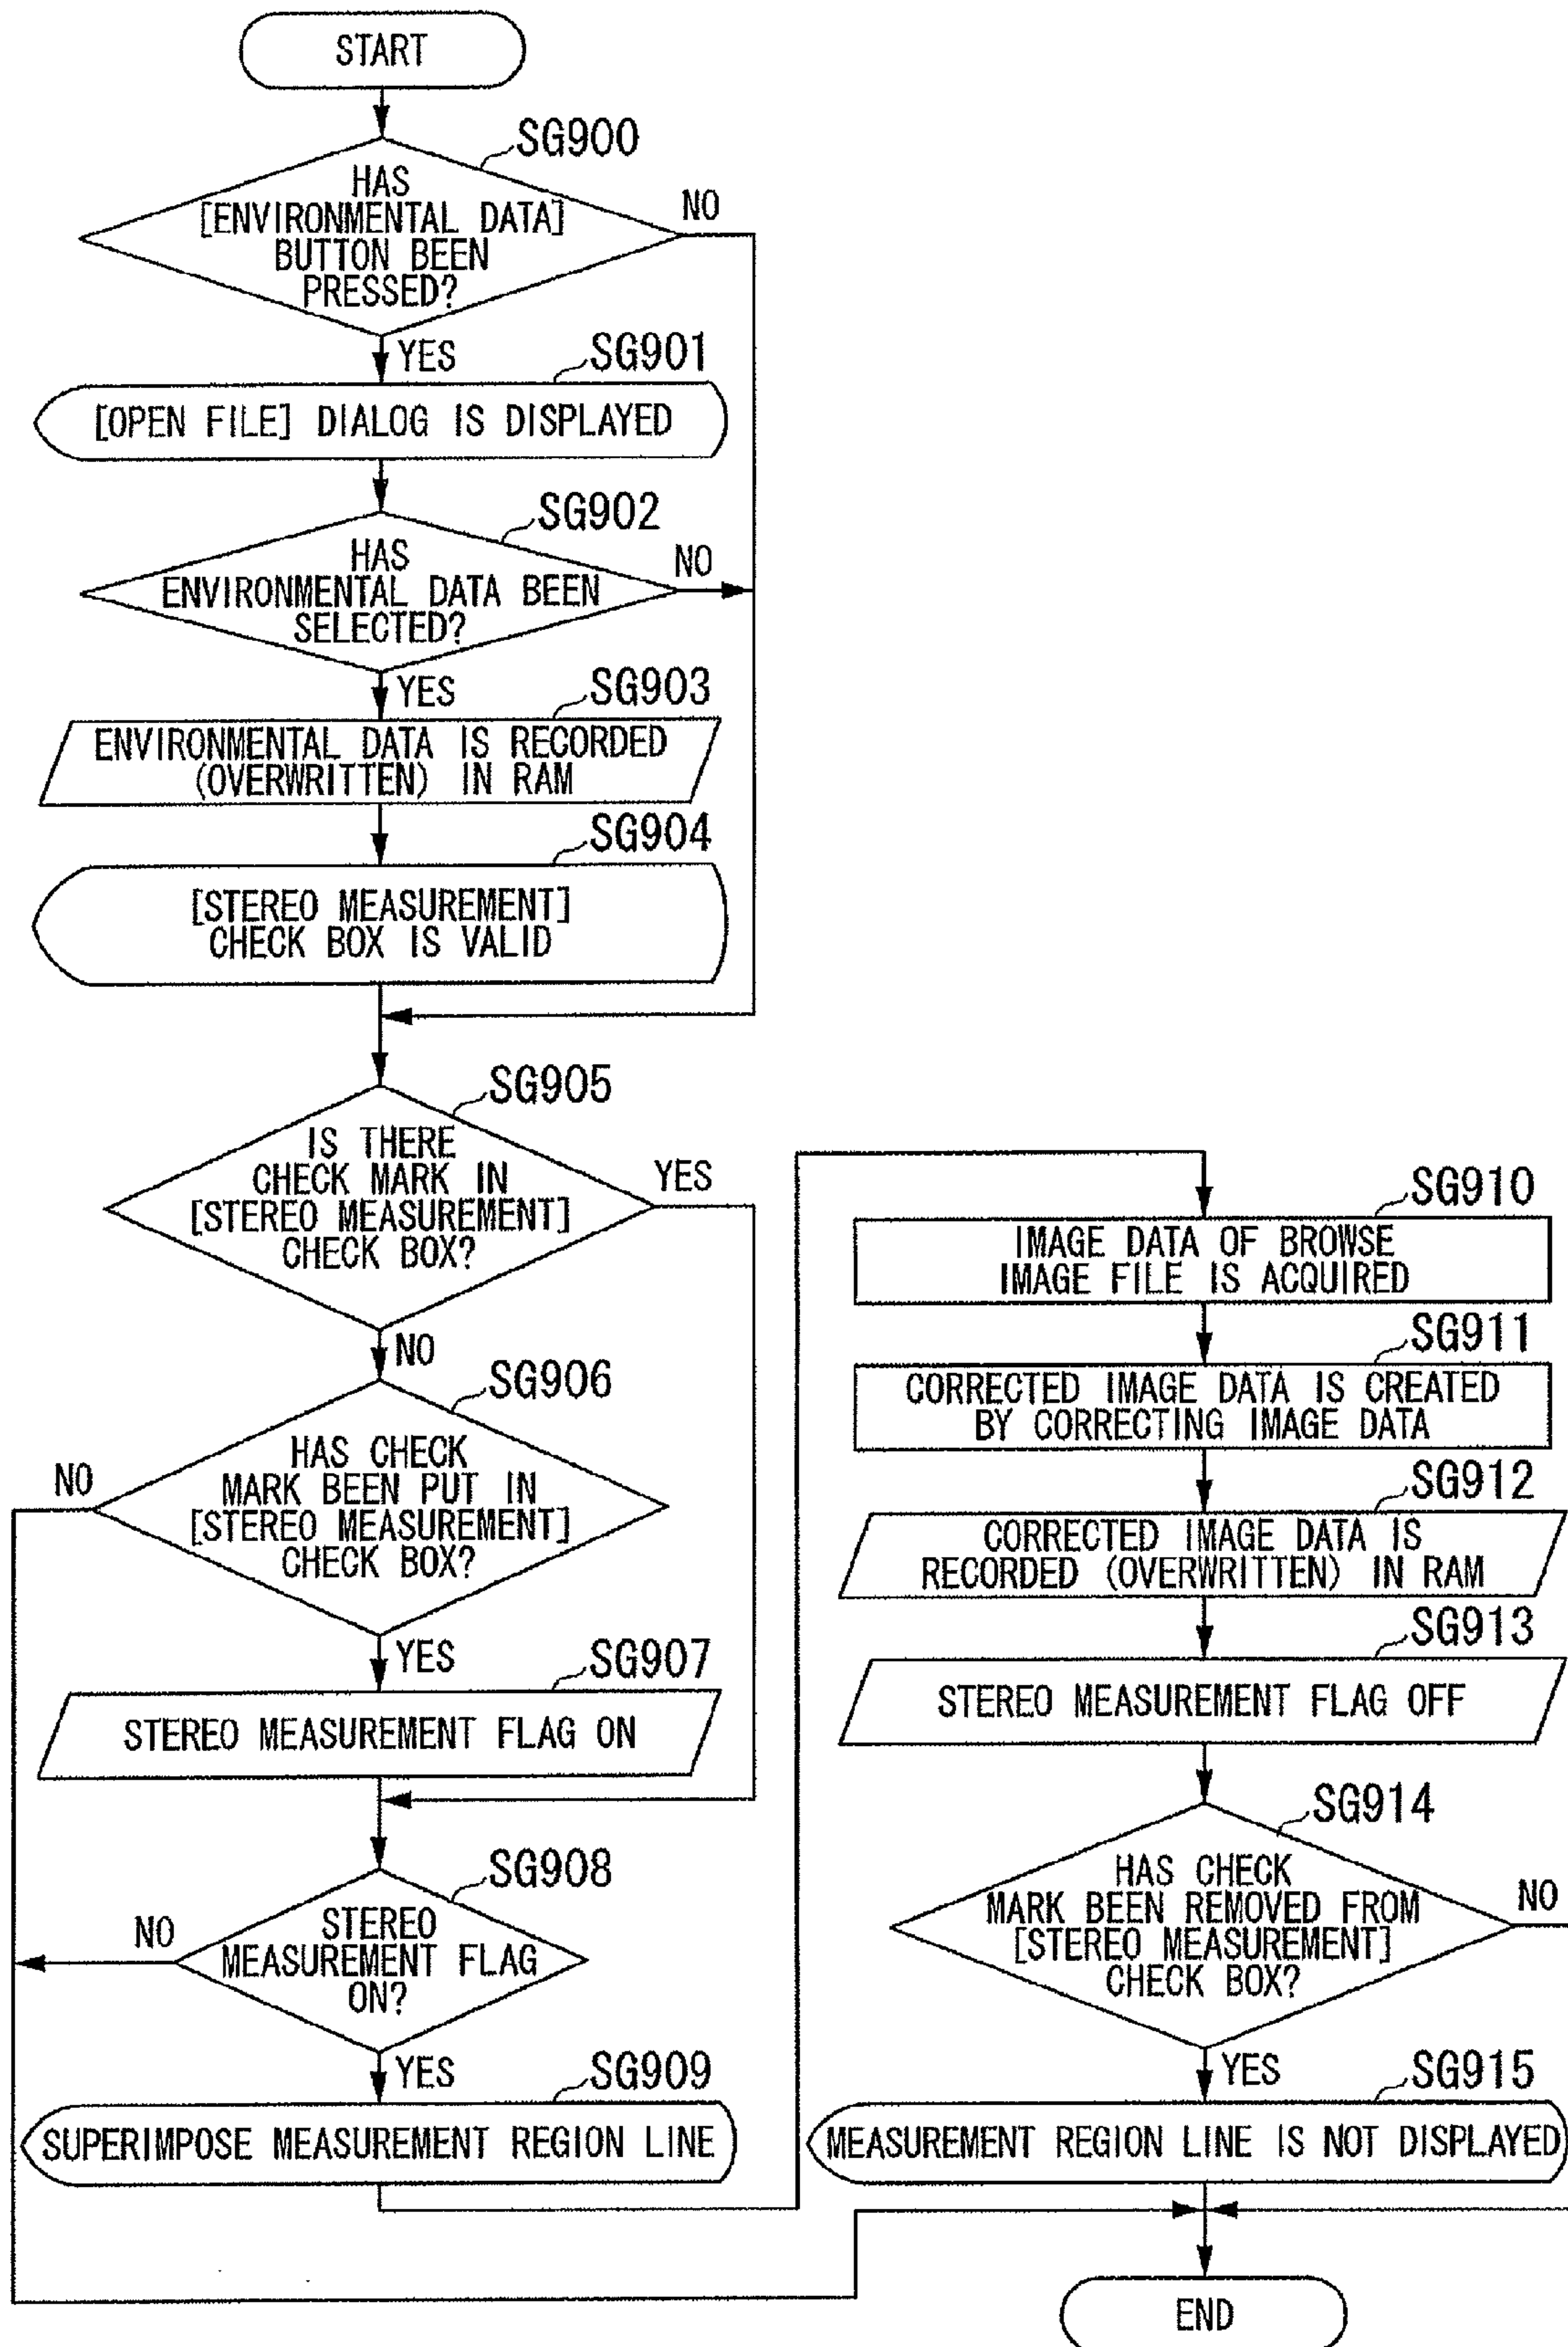 START
SG900
HAS
[ENVIRONMENTAL DATA]
BUTTON BEEN
PRESSED?
NO
YES
SG901
[OPEN FILE] DIALOG IS DISPLAYED
SG902
HAS
ENVIRONMENTAL DATA BEEN
SELECTED?
NO
YES
SG903
ENVIRONMENTAL DATA IS RECORDED
(OVERWRITTEN) IN RAM
SG904
[STEREO MEASUREMENT]
CHECK BOX IS VALID
SG905
IS THERE
CHECK MARK IN
[STEREO MEASUREMENT]
CHECK BOX?
YES
NO
SG906
HAS CHECK
MARK BEEN PUT IN
[STEREO MEASUREMENT]
CHECK BOX?
NO
YES
SG907
STEREO MEASUREMENT FLAG ON
SG908
STEREO
MEASUREMENT FLAG
ON?
NO
YES
SG909
SUPERIMPOSE MEASUREMENT REGION LINE
SG910
IMAGE DATA OF BROWSE
IMAGE FILE IS ACQUIRED
SG911
CORRECTED IMAGE DATA IS CREATED
BY CORRECTING IMAGE DATA
SG912
CORRECTED IMAGE DATA IS
RECORDED (OVERWRITTEN) IN RAM
SG913
STEREO MEASUREMENT FLAG OFF
SG914
HAS CHECK
MARK BEEN REMOVED FROM
[STEREO MEASUREMENT]
CHECK BOX?
NO
YES
SG915
MEASUREMENT REGION LINE IS NOT DISPLAYED
END